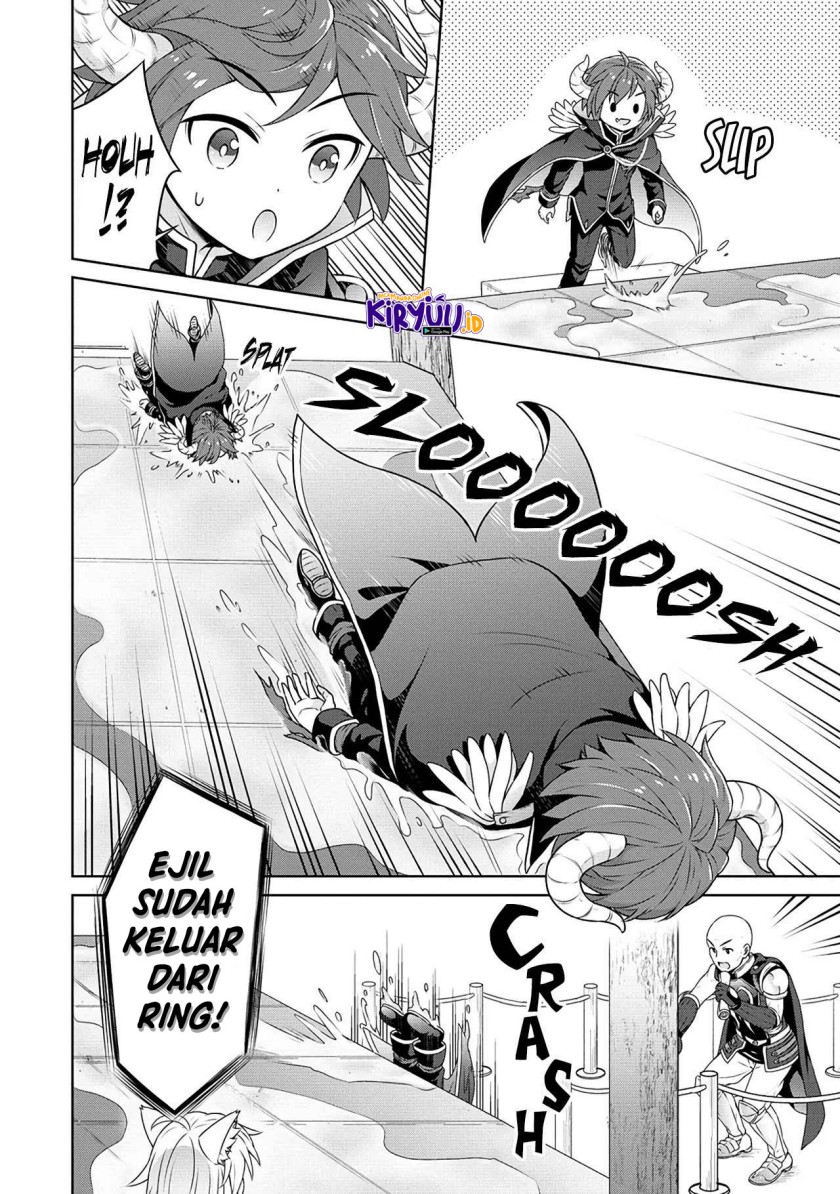 SLIP
HOLH
!?
KIRYUU.ID
SPLAT
SLOOOOOOOSH
EJIL
SUDAH
KELUAR
DARI
RING!
CRASH